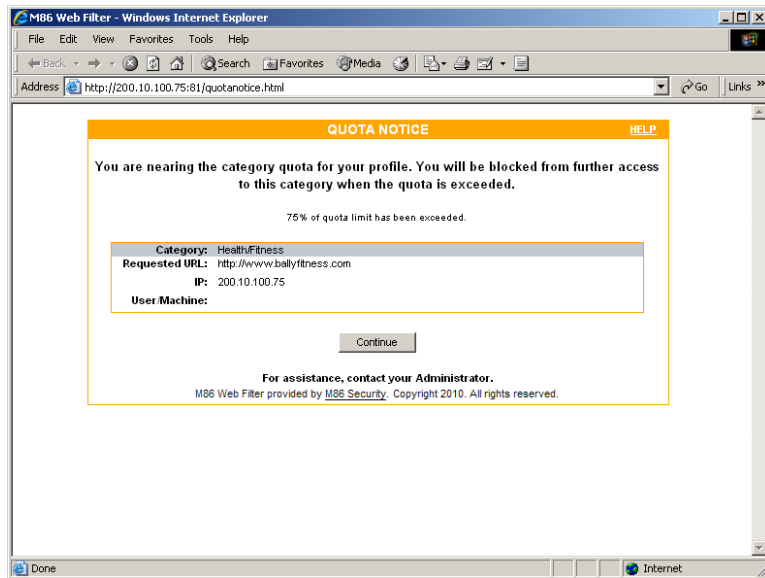 M86 Web Filter - Windows Internet Explorer
File Edit View Favorites Tools Help
Back Search Favorites Media
Address http://200.10.100.75:81/quotanotice.html Go Links »
QUOTA NOTICE HELP
You are nearing the category quota for your profile. You will be blocked from further access
to this category when the quota is exceeded.
75% of quota limit has been exceeded.
Category: Health/Fitness
Requested URL: http://www.ballyfitness.com
IP: 200.10.100.75
User/Machine:
Continue
For assistance, contact your Administrator.
M86 Web Filter provided by M86 Security. Copyright 2010. All rights reserved.
Done Internet